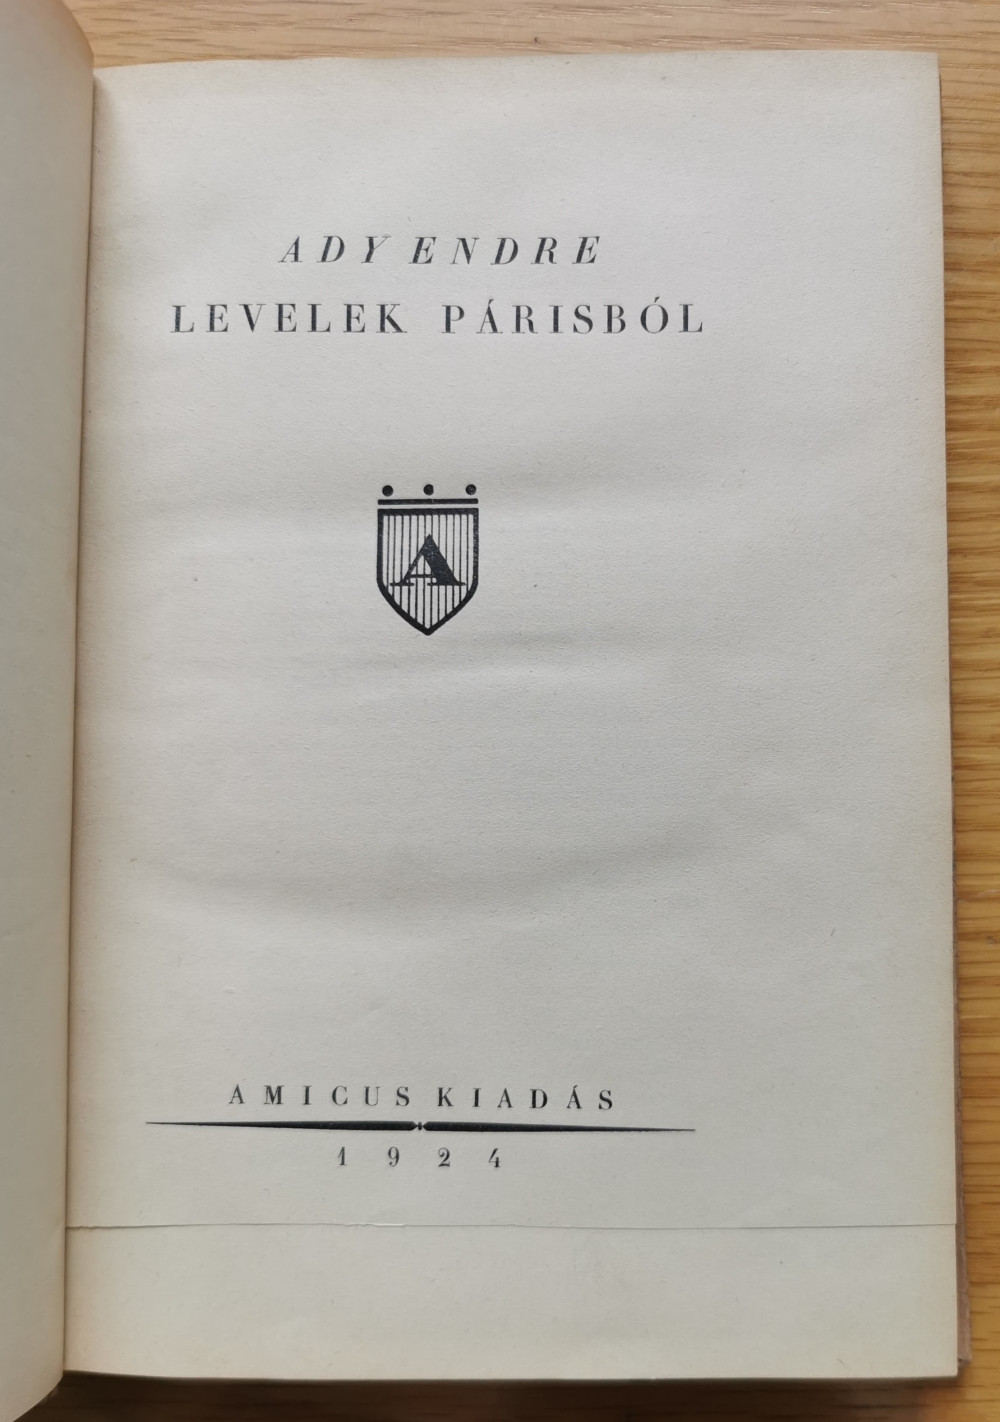 ADY ENDRE
LEVELEK PÁRISBÓL
A
AMICUS KIADÁS
1924